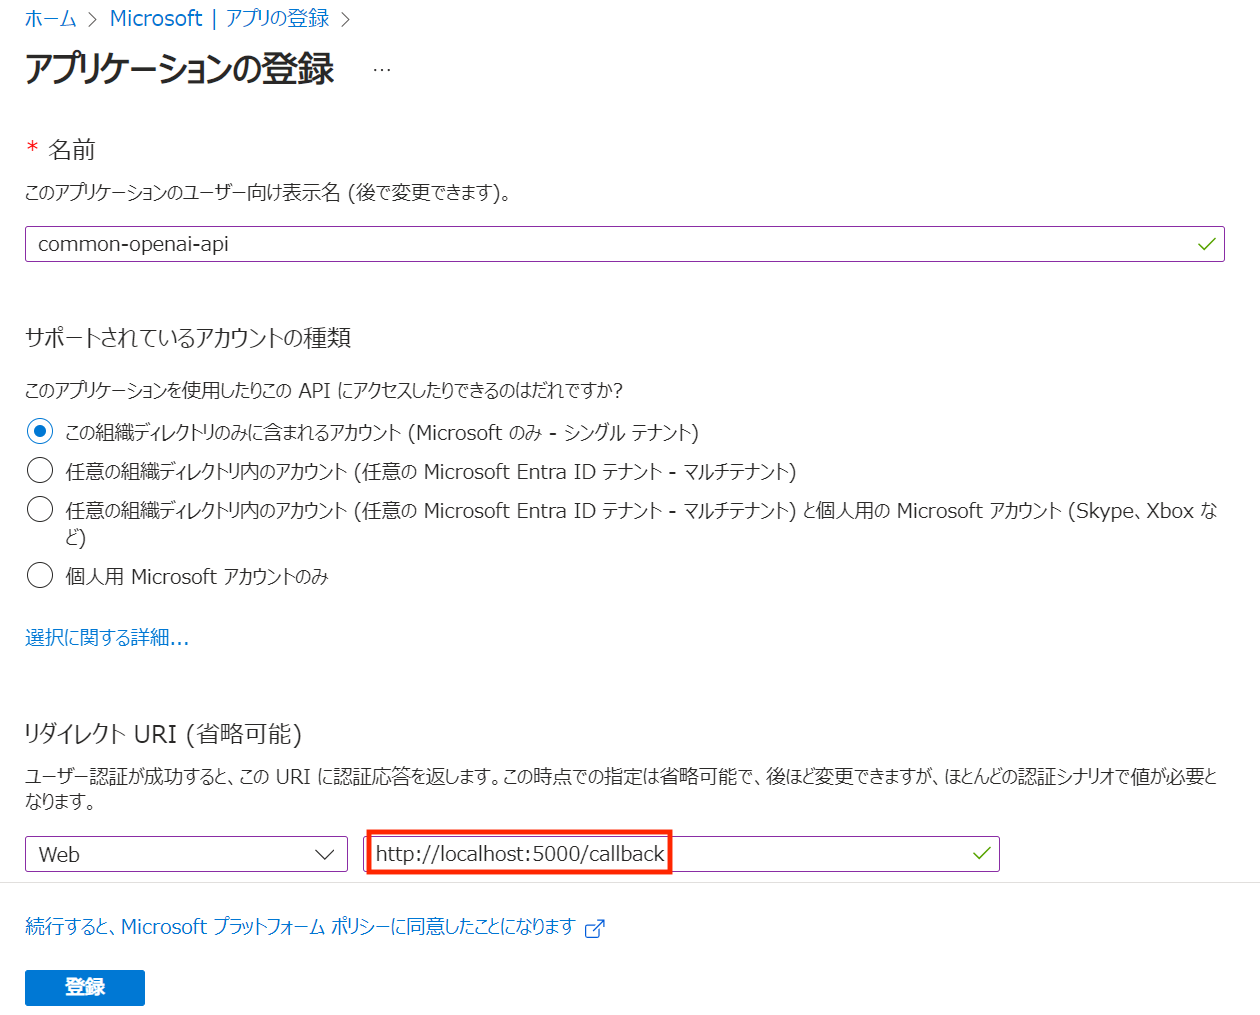 ホーム > Microsoft | アプリの登録 >
アプリケーションの登録 …
* 名前
このアプリケーションのユーザー向け表示名 (後で変更できます)。
common-openai-api
サポートされているアカウントの種類
このアプリケーションを使用したりこの API にアクセスしたりできるのはだれですか?
この組織ディレクトリのみに含まれるアカウント (Microsoft のみ - シングル テナント)
任意の組織ディレクトリ内のアカウント (任意の Microsoft Entra ID テナント - マルチテナント)
任意の組織ディレクトリ内のアカウント (任意の Microsoft Entra ID テナント - マルチテナント) と個人用の Microsoft アカウント (Skype、Xbox な
ど)
個人用 Microsoft アカウントのみ
選択に関する詳細...
リダイレクト URI (省略可能)
ユーザー認証が成功すると、この URI に認証応答を返します。この時点での指定は省略可能で、後ほど変更できますが、ほとんどの認証シナリオで値が必要と
なります。
Web http://localhost:5000/callback
続行すると、Microsoft プラットフォーム ポリシーに同意したことになります
登録